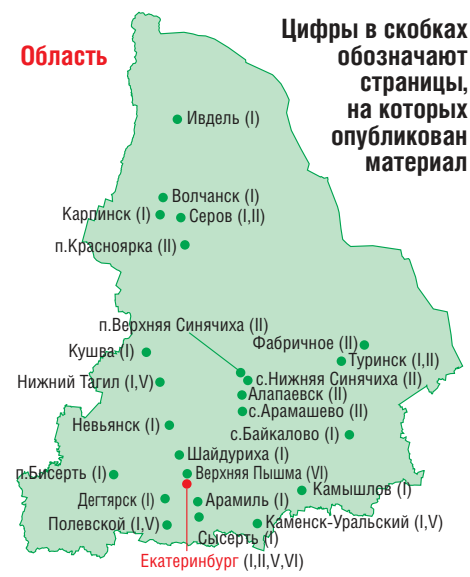 Область
Цифры в скобках
обозначают
страницы,
на которых
опубликован
материал
Ивдель (I)
Волчанск (I)
Карпинск (I)
Серов (I,II)
п.Красноярка (II)
п.Верхняя Синячиха (II)
Фабричное (II)
Кушва (I)
Туринск (I,II)
Нижний Тагил (I,V)
с.Нижняя Синячиха (II)
Алапаевск (II)
с.Арамашево (II)
Невьянск (I)
с.Байкалово (I)
Шайдуриха (I)
п.Бисерть (I)
Верхняя Пышма (VI)
Камышлов (I)
Дегтярск (I)
Арамиль (I)
Полевской (I,V)
Каменск-Уральский (I,V)
Сысерть (I)
Екатеринбург (I,II,V,VI)